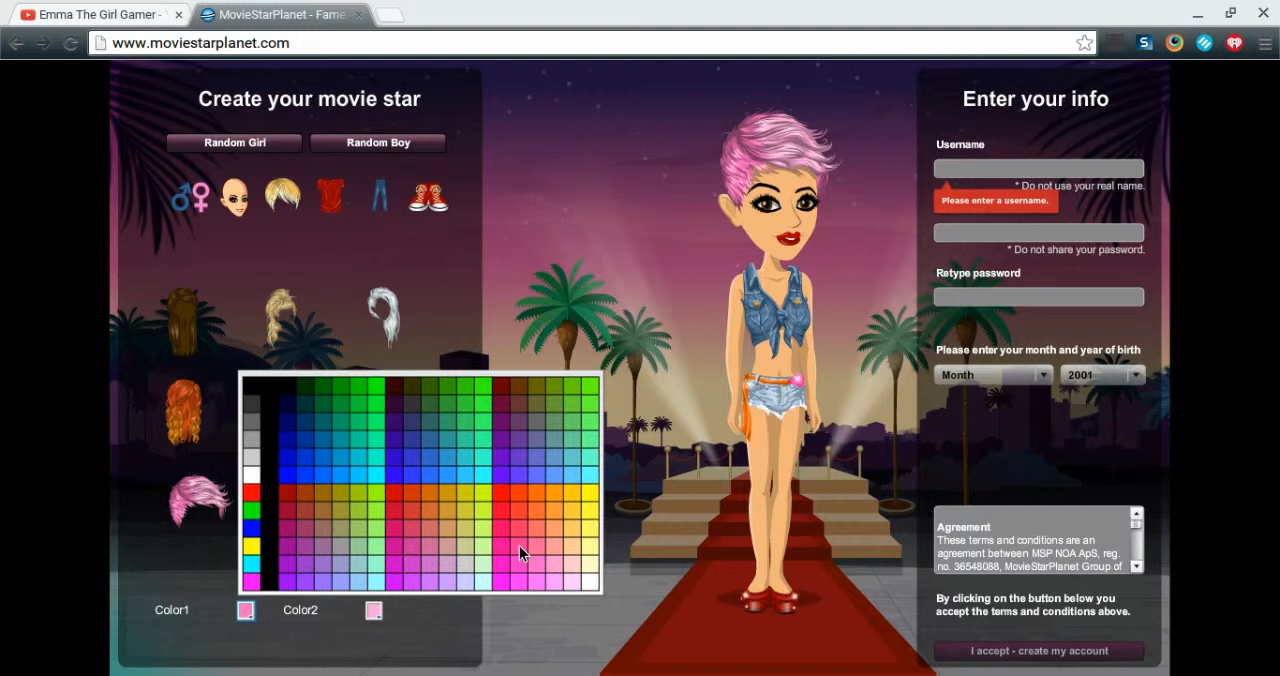 Emma The Girl Gamer -
MovieStarPlanet - Fame
www.moviestarplanet.com
S
Create your movie star
Random Girl
Random Boy
Color1
Color2
Enter your info
Username
* Do not use your real name.
Please enter a username.
* Do not share your password.
Retype password
Please enter your month and year of birth
Month
2001
Agreement
These terms and conditions are an
agreement between MSP NOA ApS, reg.
no. 36548088, MovieStarPlanet Group of
By clicking on the button below you
accept the terms and conditions above.
I accept - create my account